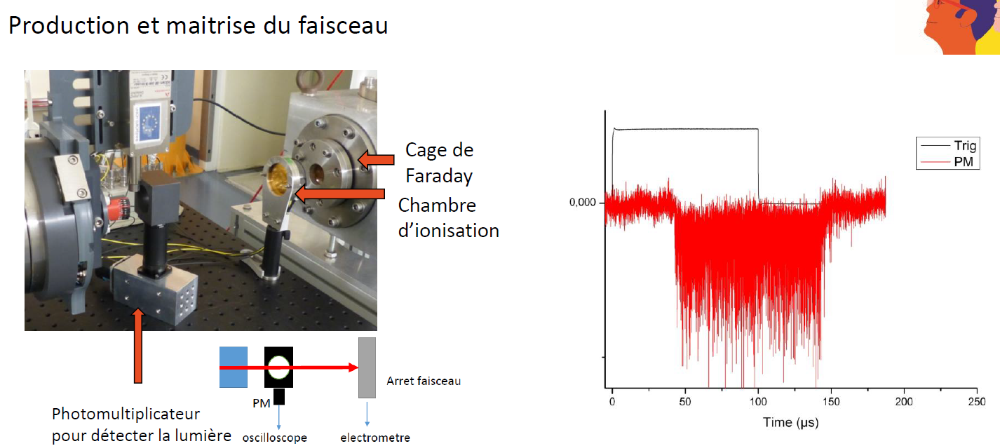 Production et maitrise du faisceau
Cage de
Faraday
Chambre
d'ionisation
Photomultiplicateur
pour détecter la lumière
PM
oscilloscope
electrometre
Arret faisceau
Trig
PM
0,000
0
50
100
150
200
250
Time (µs)